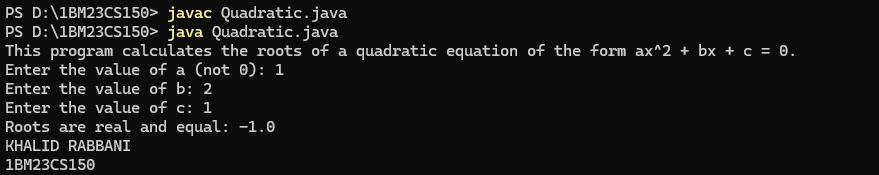 PS D:\1BM23CS150> javac Quadratic.java
PS D:\1BM23CS150> java Quadratic.java
This program calculates the roots of a quadratic equation of the form ax^2 + bx + c = 0.
Enter the value of a (not 0): 1
Enter the value of b: 2
Enter the value of c: 1
Roots are real and equal: -1.0
KHALID RABBANI
1BM23CS150